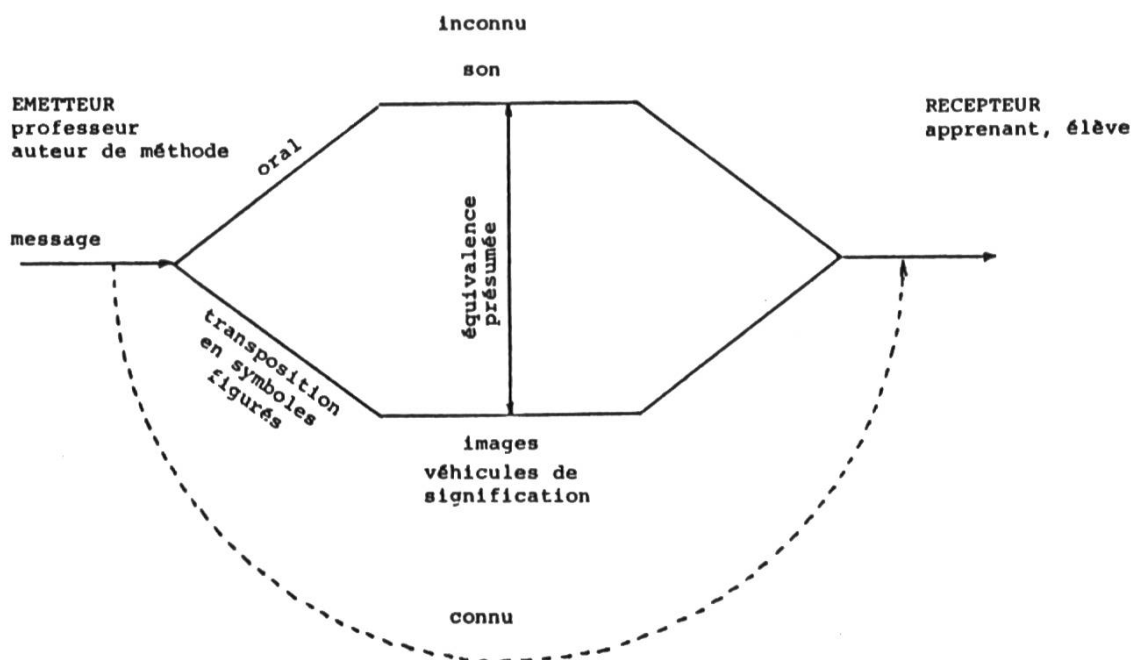 inconnu
son
EMETTEUR
professeur
auteur de méthode
RECEPTEUR
apprenant, élève
oral
message
équivalence
présumée
transposition
en symboles
figurés
images
véhicules de
signification
connu